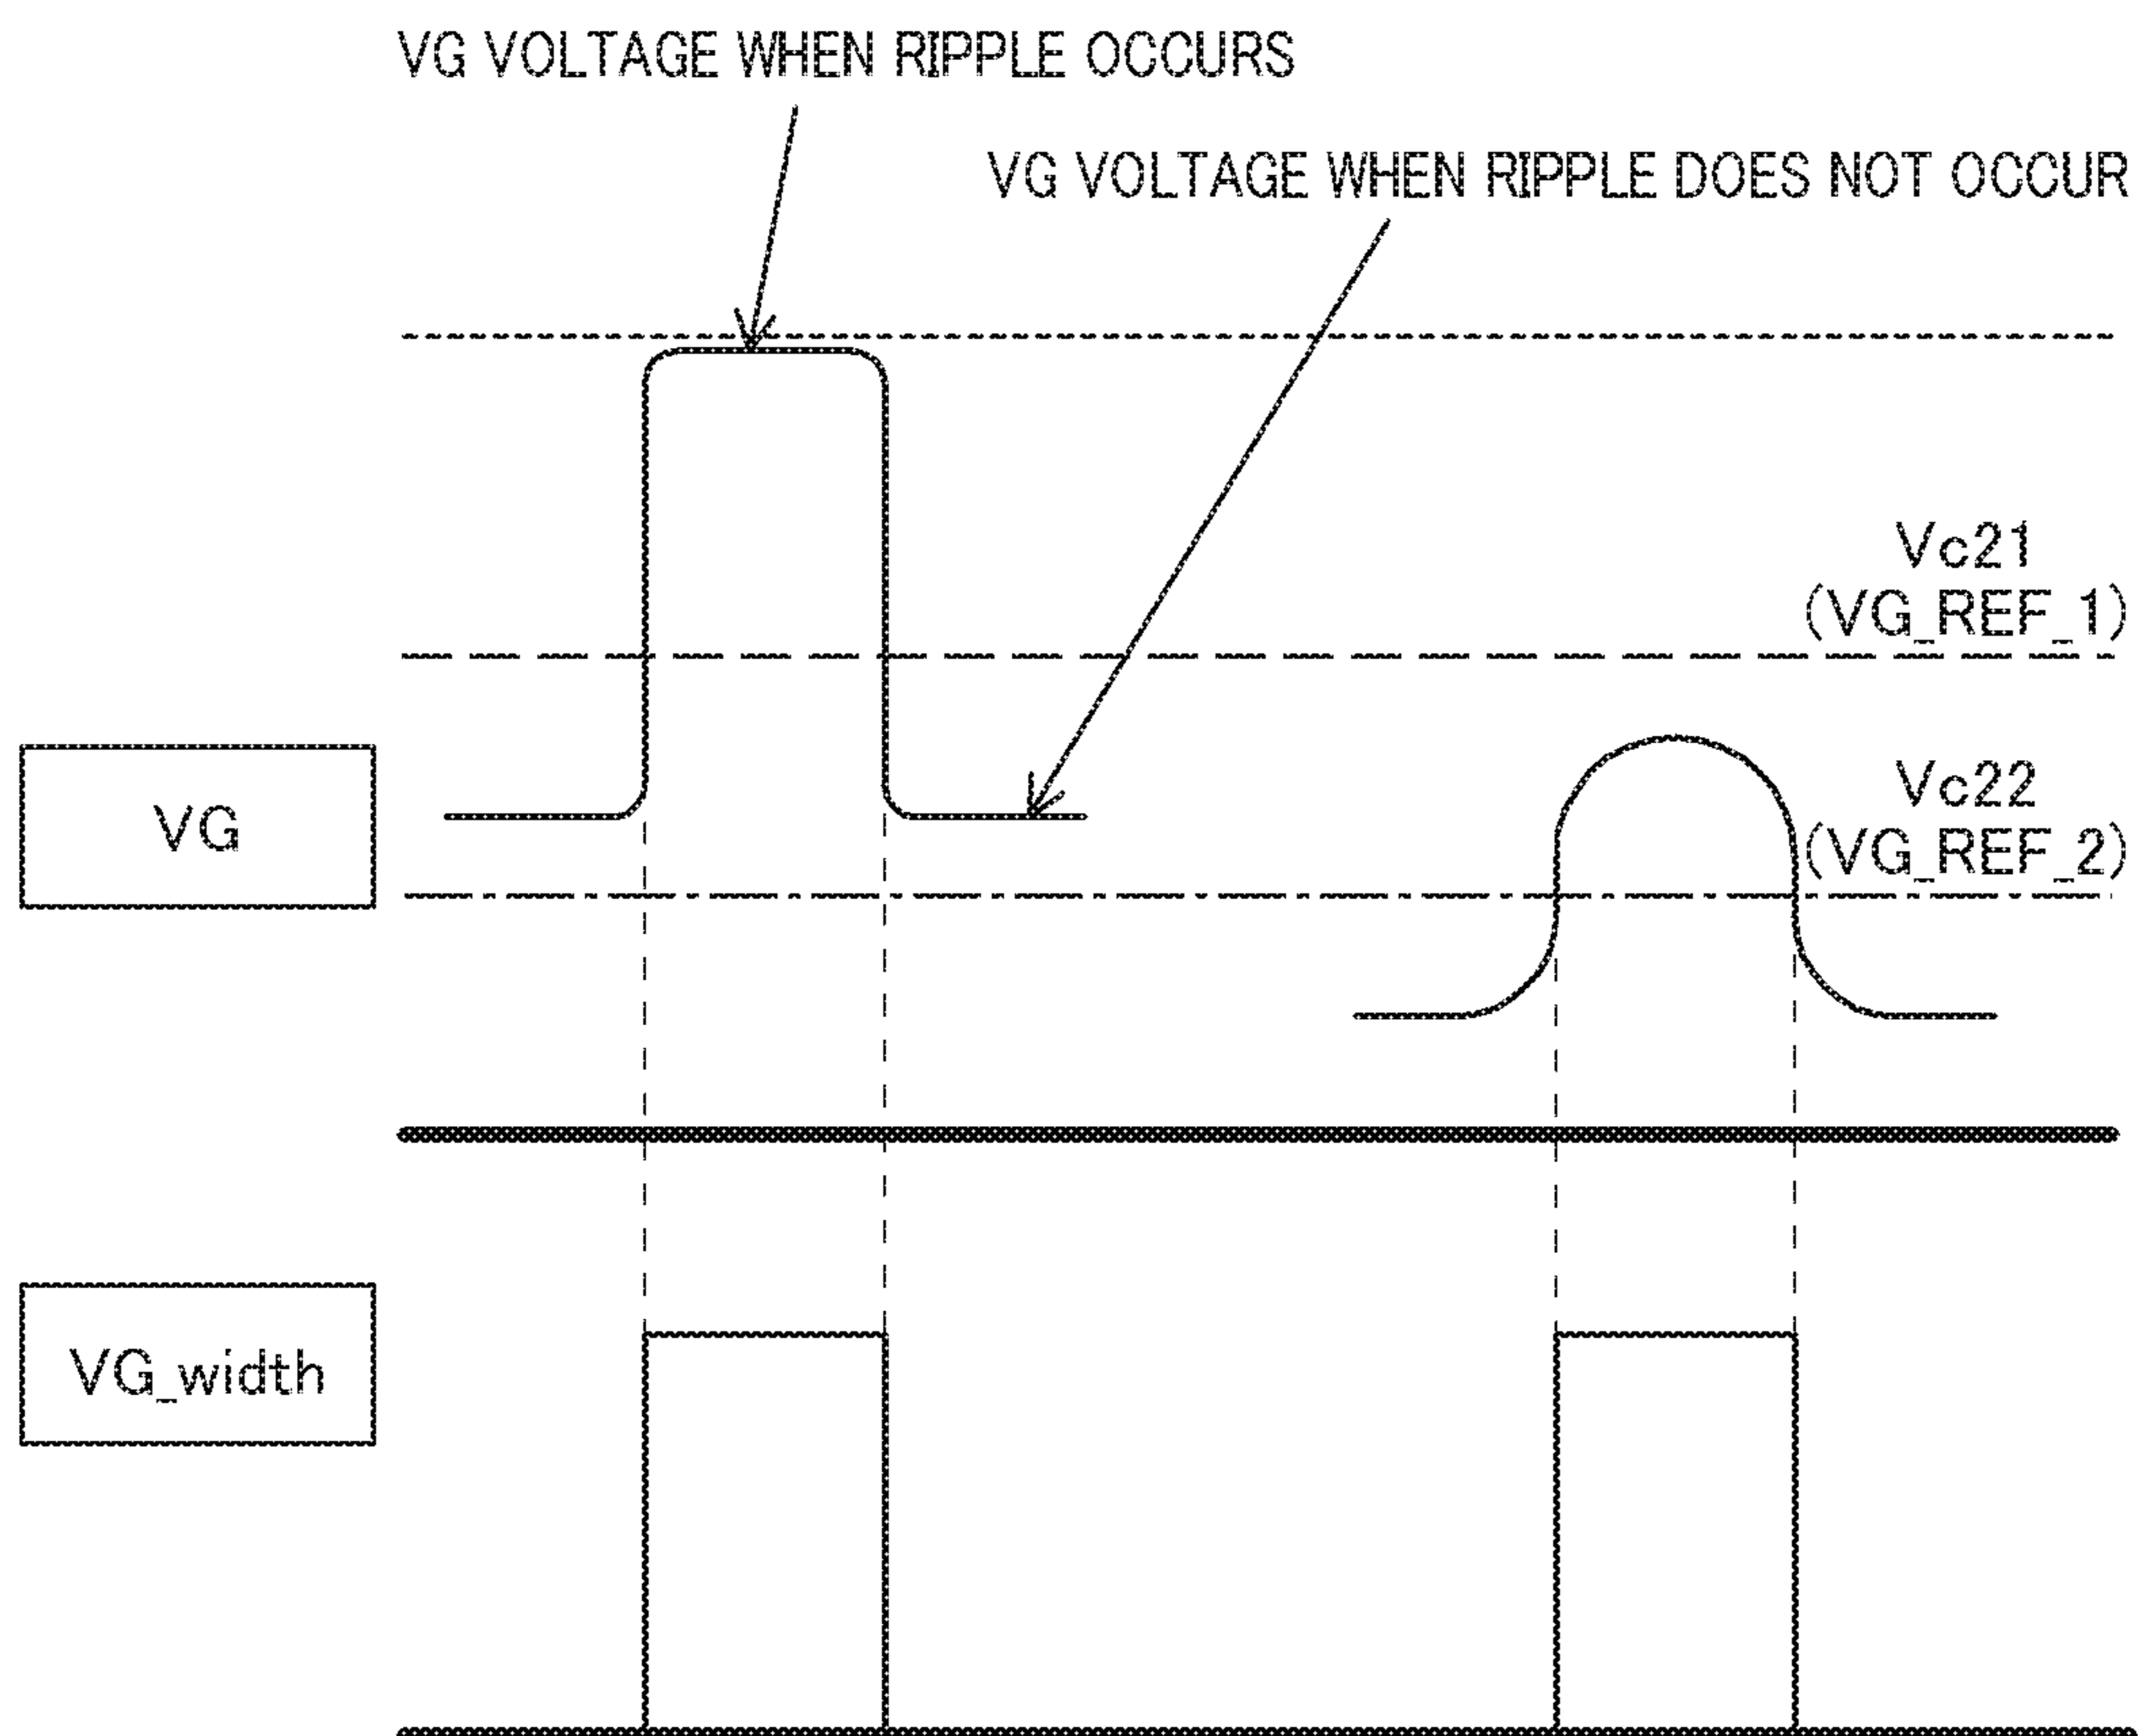 VG VOLTAGE WHEN RIPPLE OCCURS
VG VOLTAGE WHEN RIPPLE DOES NOT OCCUR
Vc21
(VG_REF_1)
VG
Vc22
(VG_REF_2)
VG_width